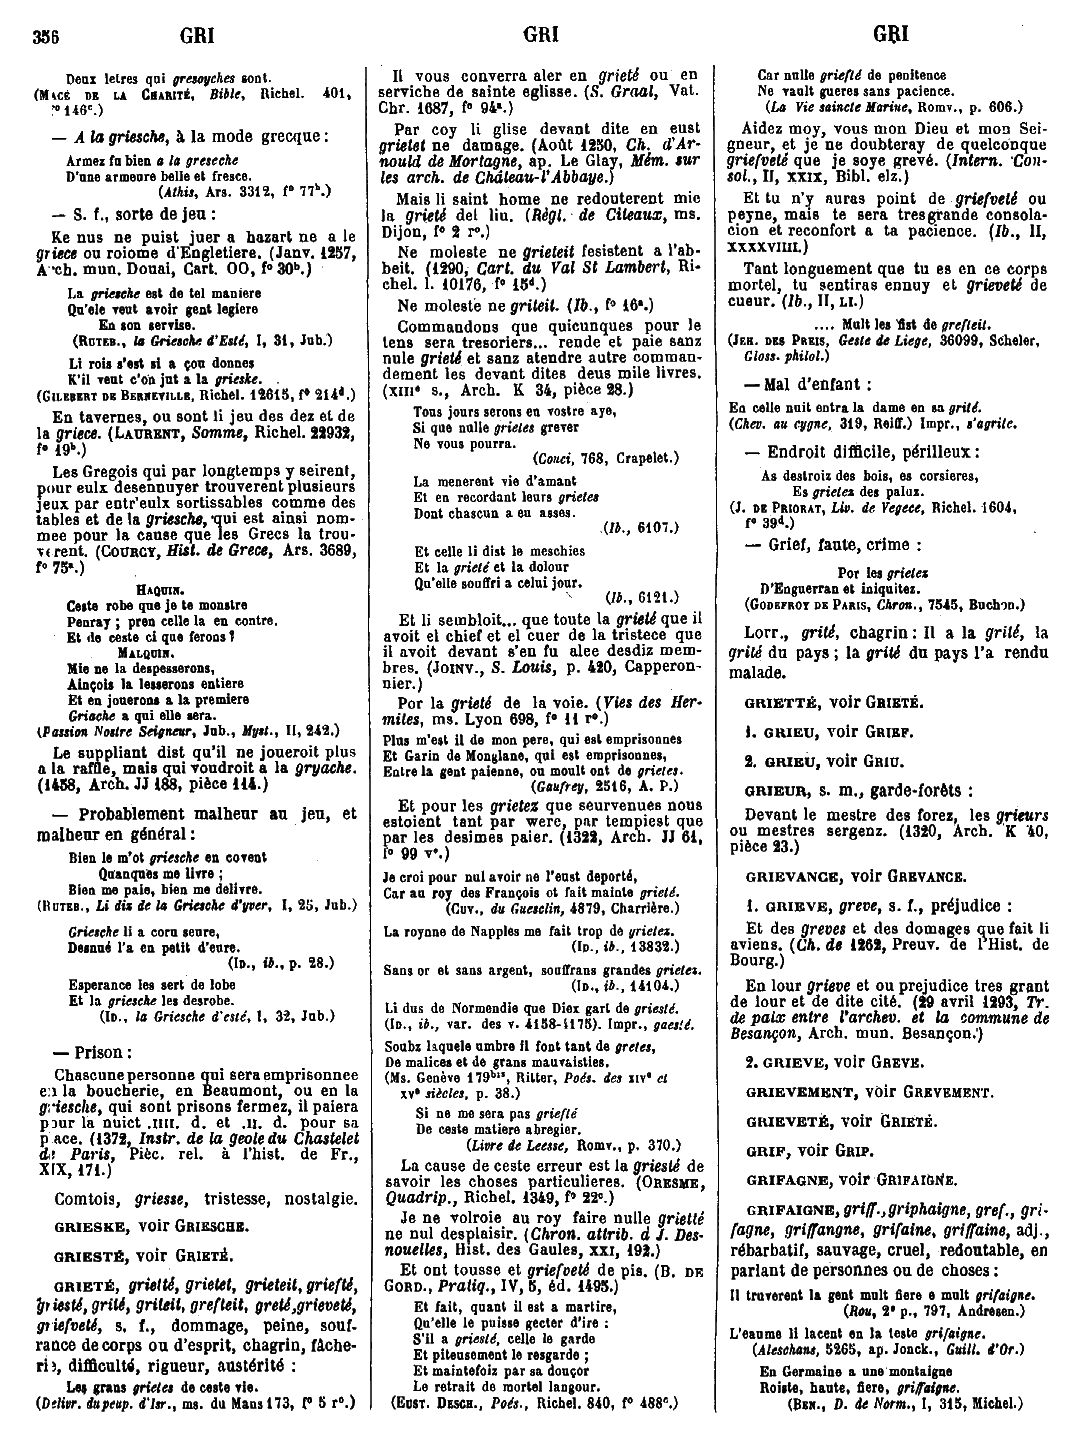 356 GRI GRI GRI
Deux letres qui gresoyches sont.
(MACÉ DE LA CHARITÉ, Bible, Richel. 401,
r° 146c.)
— A la griesche, à la mode grecque :
Armez fu bien a la greseche
D'une armeure belle et fresce.
(Athis, Ars. 3312, f° 77b.)
— S. f., sorte de jeu :
Ke nus ne puist juer a hazart ne a le
griece ou roiome d'Engletiere. (Janv. 1257,
Arch. mun. Douai, Cart. OO, f° 30b.)
La griesche est de tel maniere
Qu'ele veut avoir gent legiere
En son servise.
(RUTEB., la Griesche d'Esté, I, 31, Jub.)
Li rois s'est si a çou donnes
K'il veut c'on jut a la grieske.
(GILEBERT DE BERNEVILLE, Richel. 12615, f° 214d.)
En tavernes, ou sont li jeu des dez et de
la griece. (LAURENT, Somme, Richel. 22932,
f° 19b.)
Les Gregois qui par longtemps y seirent,
pour eulx desennuyer trouverent plusieurs
jeux par entr'eulx sortissables comme des
tables et de la griesche, qui est ainsi nom-
mee pour la cause que les Grecs la trou-
verent. (COURCY, Hist. de Grece, Ars. 3689,
f° 75a.)
HAQUIN.
Ceste robe que je te monstre
Penray ; pren celle la en contre.
Et de ceste ci que ferons ?
MALQUIN.
Mie ne la despesserons,
Ainçois la lesserons entiere
Et en jouerons a la premiere
Griache a qui elle sera.
(Passion Nostre Seigneur, Jub., Myst., II, 242.)
Le suppliant dist qu'il ne joueroit plus
a la raffle, mais qui voudroit a la gryache.
(1458, Arch. JJ 188, pièce 114.)
— Probablement malheur au jeu, et
malheur en général :
Bien le m'ot griesche en covent
Quanques me livre ;
Bien me paie, bien me delivre.
(RUTEB., Li diz de la Griesche d'yver, I, 25, Jub.)
Griesche li a corn seure,
Desnué l'a en petit d'eure.
(ID., ib., p. 28.)
Esperance les sert de lobe
Et la griesche les desrobe.
(ID., la Griesche d'esté, I, 32, Jub.)
— Prison :
Chascune personne qui sera emprisonnee
en la boucherie, en Beaumont, ou en la
griesche, qui sont prisons fermez, il paiera
pour la nuict .IIII. d. et .II. d. pour sa
place. (1372, Instr. de la geole du Chastelet
de Paris, Pièc. rel. à l'hist. de Fr.,
XIX, 171.)
Comtois, griesse, tristesse, nostalgie.
GRIESKE, voir GRIESCHE.
GRIESTÉ, voir GRIETÉ.
GRIETÉ, grietté, grietet, grieteit, griefté,
griesté, grité, griteit, grefteit, greté, grieveté,
griefveté, s. f., dommage, peine, souf-
france de corps ou d'esprit, chagrin, fâche-
rie, difficulté, rigueur, austérité :
Les grans grietes de ceste vie.
(Delivr. du peup. d'Isr., ms. du Mans 173, f° 5 r°.)
Il vous converra aler en grieté ou en
serviche de sainte eglisse. (S. Graal, Vat.
Chr. 1687, f° 94a.)
Par coy li glise devant dite en eust
grietet ne damage. (Août 1250, Ch. d'Ar-
nould de Mortagne, ap. Le Glay, Mém. sur
les arch. de Château-l'Abbaye.)
Mais li saint home ne redouterent mie
la grieté del liu. (Règl. de Citeaux, ms.
Dijon, f° 2 r°.)
Ne moleste ne grieteit fesistent a l'ab-
beit. (1290, Cart. du Val St Lambert, Ri-
chel. l. 10176, f° 15d.)
Ne moleste ne griteit. (Ib., f° 16a.)
Commandons que quicunques pour le
tens sera tresoriers... rende et paie sanz
nule grieté et sanz atendre autre comman-
dement les devant dites deus mile livres.
(XIIIe s., Arch. K 34, pièce 28.)
Tous jours serons en vostre aye,
Si que nulle grietes grever
Ne vous pourra.
(Couci, 768, Crapelet.)
La menerent vie d'amant
Et en recordant leurs grietes
Dont chascun a eu asses.
(Ib., 6107.)
Et celle li dist le meschies
Et la grieté et la dolour
Qu'elle souffri a celui jour.
(Ib., 6121.)
Et li sembloit... que toute la grieté que il
avoit el chief et el cuer de la tristece que
il avoit devant s'en fu alee desdiz mem-
bres. (JOINV., S. Louis, p. 420, Capperon-
nier.)
Por la grieté de la voie. (Vies des Her-
mites, ms. Lyon 698, f° 11 r°.)
Plus m'est il de mon pere, qui est emprisonnes
Et Garin de Monglane, qui est emprisonnes,
Entre la gent paienne, ou moult ont de grietes.
(Gaufrey, 2516, A. P.)
Et pour les grietez que seurvenues nous
estoient tant par were, par tempiest que
par les desimes paier. (1322, Arch. JJ 61,
f° 99 v°.)
Je croi pour nul avoir ne l'eust deporté,
Car au roy des François ot fait mainte grieté.
(CUV., du Guesclin, 4879, Charrière.)
La royune de Napples me fait trop de grietez.
(ID., ib., 13832.)
Sans or et sans argent, souffrans grandes grietez.
(ID., ib., 14104.)
Li dus de Normendie que Diex gart de griesté.
(ID., ib., var. des v. 4158-4175). Impr., gaesté.
Soubz laquele umbre il font tant de gretes,
De malices et de grans mauvaisties.
(Ms. Genève 179bis, Ritter, Poés. des XIVe et
XVe siècles, p. 38.)
Si ne me sera pas griefté
De ceste matiere abregier.
(Livre de Leesse, Romv., p. 370.)
La cause de ceste erreur est la griesté de
savoir les choses particulieres. (ORESME,
Quadrip., Richel. 1349, f° 22c.)
Je ne volroie au roy faire nulle grietté
ne nul desplaisir. (Chron. attrib. à J. Des-
nouelles, Hist. des Gaules, XXI, 192.)
Et ont tousse et griefveté de pis. (B. DE
GORD., Pratiq., IV, 5, éd. 1495.)
Et fait, quant il est a martire,
Qu'elle le puisse gecter d'ire :
S'il a griesté, celle le garde
Et piteusement le resgarde ;
Et maintefoiz par sa douçor
Le retrait de mortel langour.
(EUST. DESCH., Poés., Richel. 840, f° 488c.)
Car nulle griefté de penitence
Ne vault gueres sans pacience.
(La Vie saincte Marine, Romv., p. 606.)
Aidez moy, vous mon Dieu et mon Sei-
gneur, et je ne doubteray de quelconque
griefveté que je soye grevé. (Intern. Con-
sol., II, XXIX, Bibl. elz.)
Et tu n'y auras point de griefveté ou
peyne, mais te sera tresgrande consola-
cion et reconfort a ta pacience. (Ib., II,
XXXXVIIII.)
Tant longuement que tu es en ce corps
mortel, tu sentiras ennuy et grieveté de
cueur. (Ib., II, LI.)
.... Mult les fist de grefteit.
(JEH. DES PREIS, Geste de Liege, 36099, Scheler,
Gloss. philol.)
— Mal d'enfant :
En celle nuit entra la dame en sa grité.
(Chev. au cygne, 319, Reiff.) Impr., s'agrite.
— Endroit difficile, périlleux :
As destroiz des bois, es corsieres,
Es grietez des palux.
(J. DE PRIORAT, Liv. de Vegece, Richel. 1604,
f° 39d.)
— Grief, faute, crime :
Por les grietez
D'Enguerran et iniquitez.
(GODEFROY DE PARIS, Chron., 7545, Buchon.)
Lorr., grité, chagrin : Il a la grité, la
grité du pays ; la grité du pays l'a rendu
malade.
GRIETTÉ, voir GRIETÉ.
1. GRIEU, voir GRIEF.
2. GRIEU, voir GRIU.
GRIEUR, s. m., garde-forêts :
Devant le mestre des forez, les grieurs
ou mestres sergenz. (1320, Arch. K 40,
pièce 23.)
GRIEVANCE, voir GREVANCE.
1. GRIEVE, greve, s. f., préjudice :
Et des greves et des domages que fait li
aviens. (Ch. de 1262, Preuv. de l'Hist. de
Bourg.)
En lour grieve et ou prejudice tres grant
de lour et de dite cité. (29 avril 1293, Tr.
de paix entre l'archev. et la commune de
Besançon, Arch. mun. Besançon.)
2. GRIEVE, voir GREVE.
GRIEVEMENT, voir GREVEMENT.
GRIEVETÉ, voir GRIETÉ.
GRIF, voir GRIP.
GRIFAGNE, voir GRIFAIGNE.
GRIFAIGNE, griff., griphaigne, gref., gri-
fagne, griffangne, grifaine, griffaine, adj.,
rébarbatif, sauvage, cruel, redoutable, en
parlant de personnes ou de choses :
Il traverent la gent mult fiere e mult grifaigne.
(Rou, 2e p., 797, Andresen.)
L'eaume li lacent en la teste grifaigne.
(Aleschans, 5265, ap. Jonck., Guill. d'Or.)
En Germaine a une montaigne
Roiste, haute, fiere, griffaigne.
(BEN., D. de Norm., I, 315, Michel.)